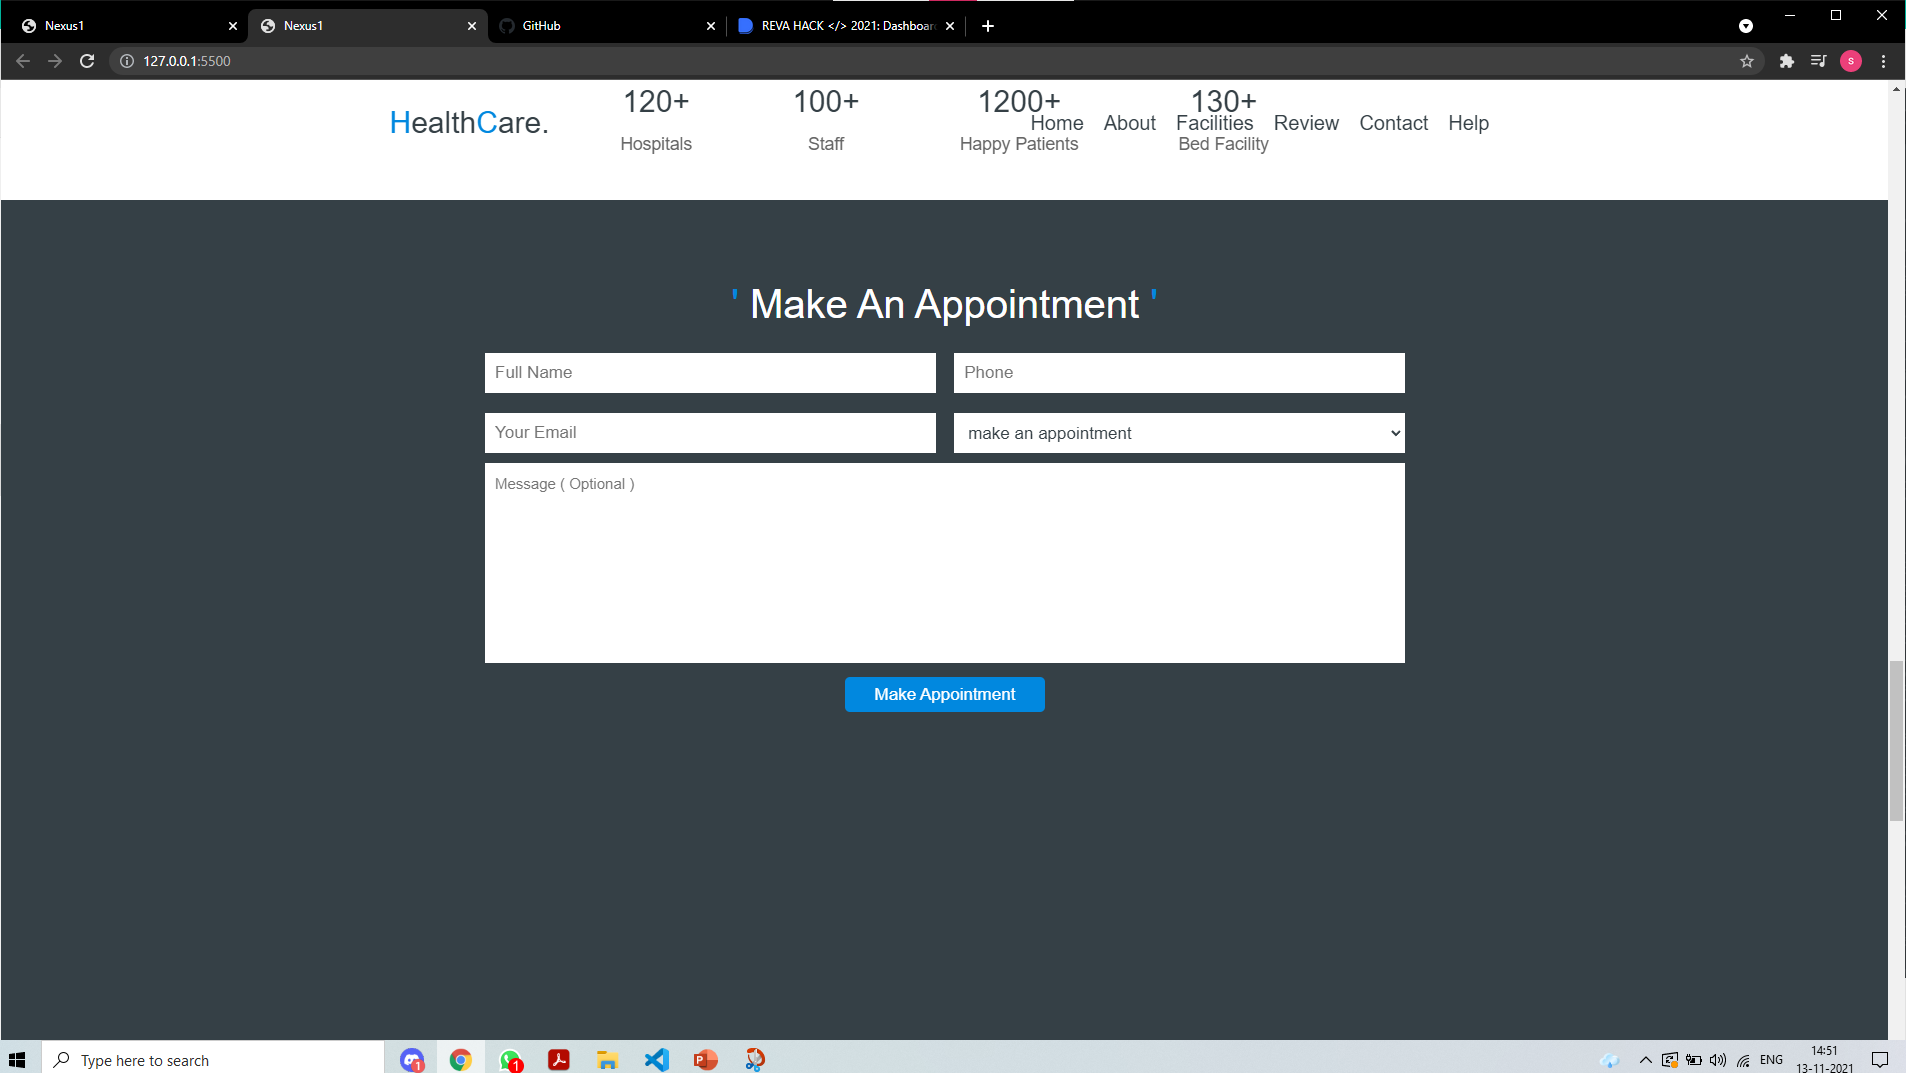 Nexus1
Nexus1
GitHub
REVA HACK </> 2021: Dashboar
127.0.0.1:5500
S
HealthCare.
120+
100+
1200+
130+
Home About Facilities Review Contact Help
Hospitals
Staff
Happy Patients
Bed Facility
' Make An Appointment '
Full Name
Phone
Your Email
make an appointment
Message ( Optional )
Make Appointment
Type here to search
1
1
ENG
14:51
13-11-2021